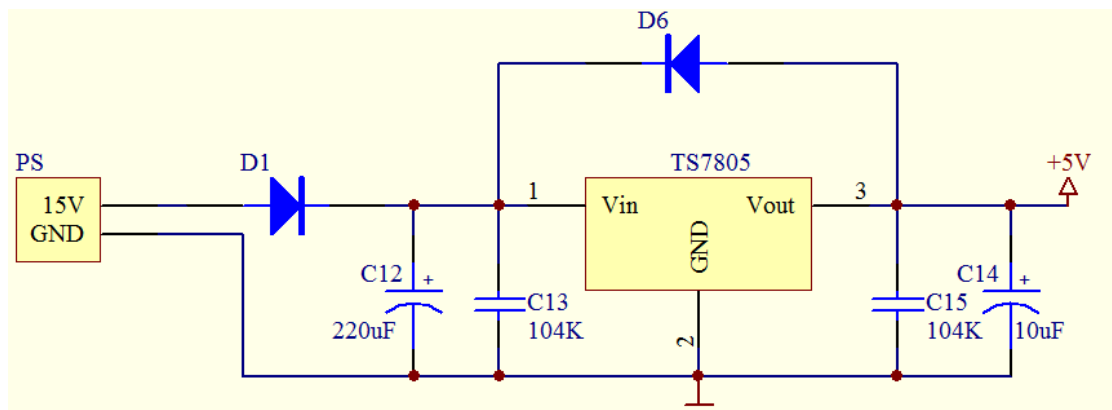 D6
PS
D1
TS7805
+5V
15V
GND
1
Vin
Vout
3
GND
C12
+
220uF
C13
104K
2
C15
104K
C14
+
10uF